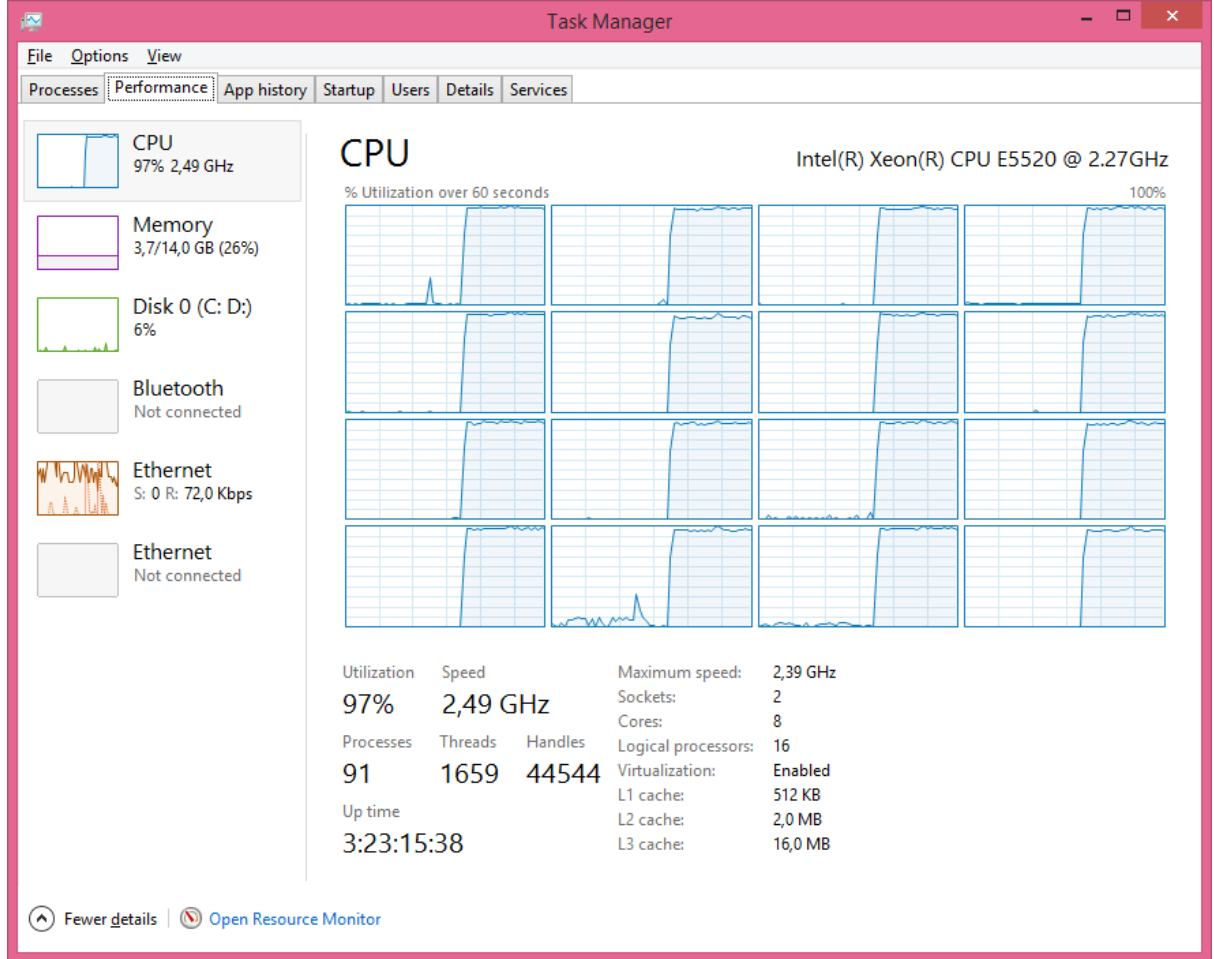 Task Manager
File Options View
Processes Performance App history Startup Users Details Services
CPU
97% 2,49 GHz
Memory
3,7/14,0 GB (26%)
Disk 0 (C: D:)
6%
Bluetooth
Not connected
Ethernet
S: 0 R: 72,0 Kbps
Ethernet
Not connected
CPU Intel(R) Xeon(R) CPU E5520 @ 2.27GHz
% Utilization over 60 seconds 100%
Utilization Speed
97% 2,49 GHz
Processes Threads Handles
91 1659 44544
Up time
3:23:15:38
Maximum speed: 2,39 GHz
Sockets: 2
Cores: 8
Logical processors: 16
Virtualization: Enabled
L1 cache: 512 KB
L2 cache: 2,0 MB
L3 cache: 16,0 MB
Fewer details Open Resource Monitor